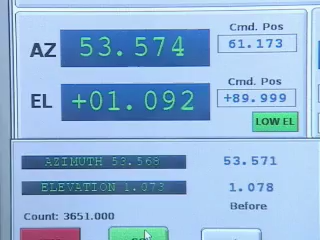 Cmd. Pos
AZ 53.574 61.173
Cmd. Pos
EL +01.092 +89.999
LOW EL
AZIMUTH 53.568 53.571
ELEVATION 1.073 1.078
Before
Count: 3651.000